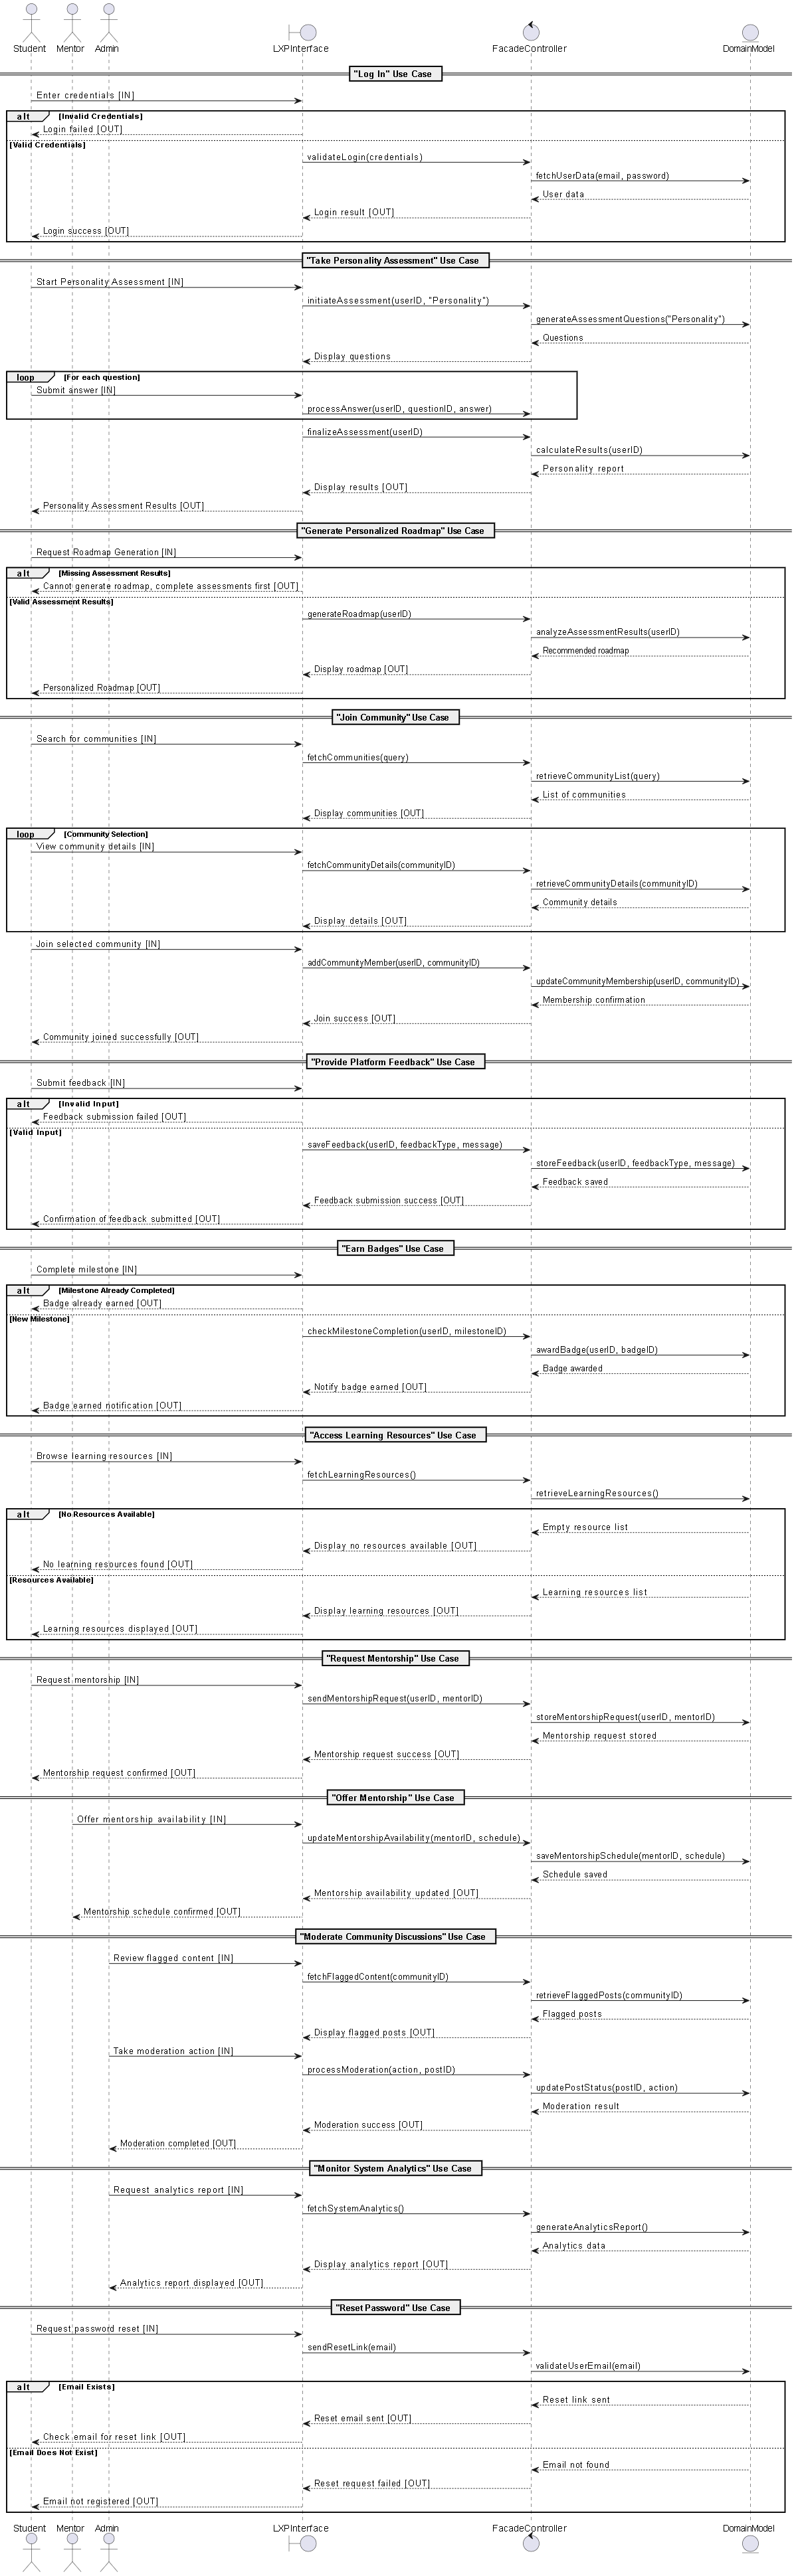 Student
Mentor
Admin
LXPInterface
FacadeController
DomainModel
"Log In" Use Case
Enter credentials [IN]
alt [Invalid Credentials]
Login failed [OUT]
[Valid Credentials]
validateLogin(credentials)
fetchUserData(email, password)
User data
Login result [OUT]
Login success [OUT]
"Take Personality Assessment" Use Case
Start Personality Assessment [IN]
initiateAssessment(userID, "Personality")
generateAssessmentQuestions("Personality")
Questions
Display questions
loop [For each question]
Submit answer [IN]
processAnswer(userID, questionID, answer)
finalizeAssessment(userID)
calculateResults(userID)
Personality report
Display results [OUT]
Personality Assessment Results [OUT]
"Generate Personalized Roadmap" Use Case
Request Roadmap Generation [IN]
alt [Missing Assessment Results]
Cannot generate roadmap, complete assessments first [OUT]
[Valid Assessment Results]
generateRoadmap(userID)
analyzeAssessmentResults(userID)
Recommended roadmap
Display roadmap [OUT]
Personalized Roadmap [OUT]
"Join Community" Use Case
Search for communities [IN]
fetchCommunities(query)
retrieveCommunityList(query)
List of communities
Display communities [OUT]
loop [Community Selection]
View community details [IN]
fetchCommunityDetails(communityID)
retrieveCommunityDetails(communityID)
Community details
Display details [OUT]
Join selected community [IN]
addCommunityMember(userID, communityID)
updateCommunityMembership(userID, communityID)
Membership confirmation
Join success [OUT]
Community joined successfully [OUT]
"Provide Platform Feedback" Use Case
Submit feedback [IN]
alt [Invalid Input]
Feedback submission failed [OUT]
[Valid Input]
saveFeedback(userID, feedbackType, message)
storeFeedback(userID, feedbackType, message)
Feedback saved
Feedback submission success [OUT]
Confirmation of feedback submitted [OUT]
"Earn Badges" Use Case
Complete milestone [IN]
alt [Milestone Already Completed]
Badge already earned [OUT]
[New Milestone]
checkMilestoneCompletion(userID, milestoneID)
awardBadge(userID, badgeID)
Badge awarded
Notify badge earned [OUT]
Badge earned notification [OUT]
"Access Learning Resources" Use Case
Browse learning resources [IN]
fetchLearningResources()
retrieveLearningResources()
alt [No Resources Available]
Empty resource list
Display no resources available [OUT]
No learning resources found [OUT]
[Resources Available]
Learning resources list
Display learning resources [OUT]
Learning resources displayed [OUT]
"Request Mentorship" Use Case
Request mentorship [IN]
sendMentorshipRequest(userID, mentorID)
storeMentorshipRequest(userID, mentorID)
Mentorship request stored
Mentorship request success [OUT]
Mentorship request confirmed [OUT]
"Offer Mentorship" Use Case
Offer mentorship availability [IN]
updateMentorshipAvailability(mentorID, schedule)
saveMentorshipSchedule(mentorID, schedule)
Schedule saved
Mentorship availability updated [OUT]
Mentorship schedule confirmed [OUT]
"Moderate Community Discussions" Use Case
Review flagged content [IN]
fetchFlaggedContent(communityID)
retrieveFlaggedPosts(communityID)
Flagged posts
Display flagged posts [OUT]
Take moderation action [IN]
processModeration(action, postID)
updatePostStatus(postID, action)
Moderation result
Moderation success [OUT]
Moderation completed [OUT]
"Monitor System Analytics" Use Case
Request analytics report [IN]
fetchSystemAnalytics()
generateAnalyticsReport()
Analytics data
Display analytics report [OUT]
Analytics report displayed [OUT]
"Reset Password" Use Case
Request password reset [IN]
sendResetLink(email)
validateUserEmail(email)
alt [Email Exists]
Reset link sent
Reset email sent [OUT]
Check email for reset link [OUT]
[Email Does Not Exist]
Email not found
Reset request failed [OUT]
Email not registered [OUT]
Student
Mentor
Admin
LXPInterface
FacadeController
DomainModel